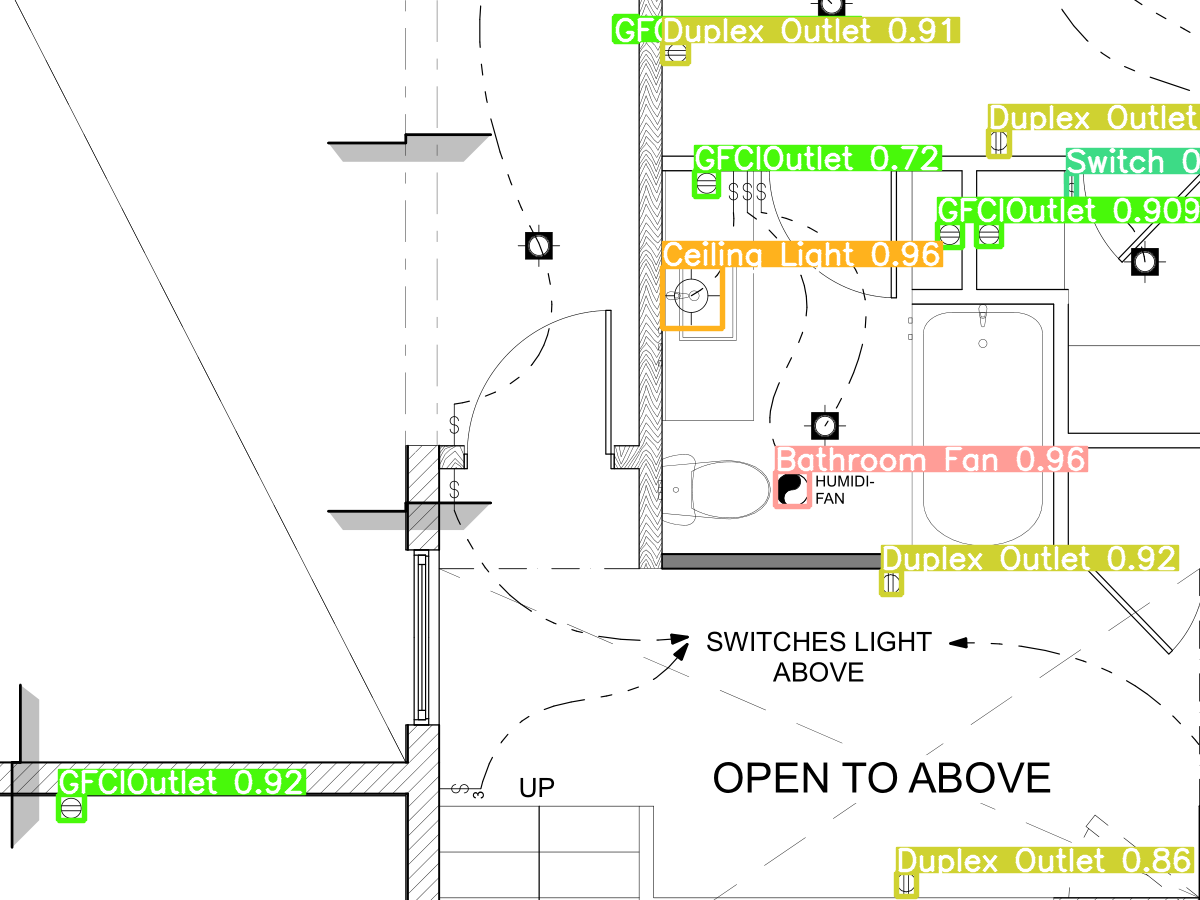 GFC
Duplex Outlet 0.91
Duplex Outlet
GFCIOutlet 0.72
Switch 0
S S S
GFCIOutlet 0.909
Ceiling Light 0.96
S
Bathroom Fan 0.96
S
HUMIDI-
FAN
Duplex Outlet 0.92
SWITCHES LIGHT
ABOVE
GFCIOutlet 0.92
S 3
UP
OPEN TO ABOVE
Duplex Outlet 0.86